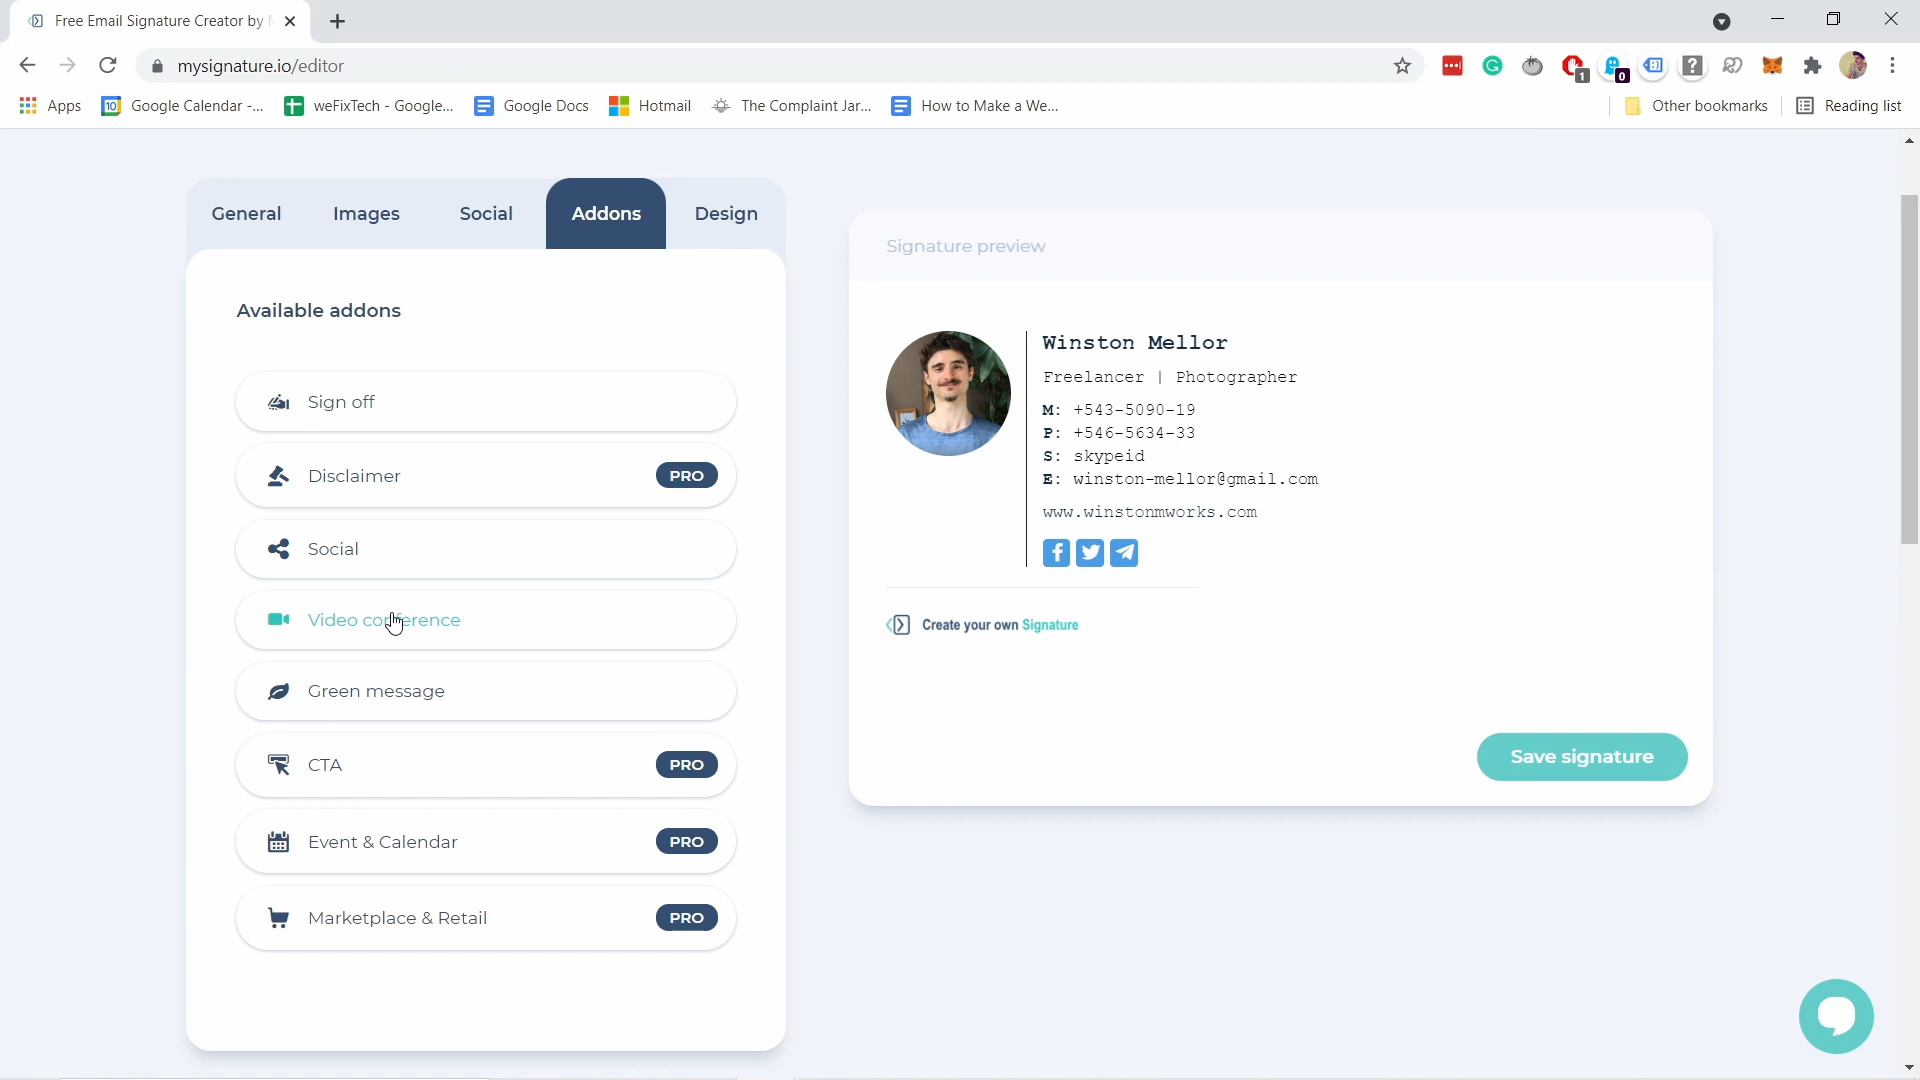 Free Email Signature Creator by
mysignature.io/editor
1
0
Apps
10
Google Calendar -...
weFixTech - Google...
Google Docs
Hotmail
The Complaint Jar...
How to Make a We...
Other bookmarks
Reading list
General
Images
Social
Addons
Design
Available addons
Sign off
Disclaimer
PRO
Social
Video conference
Green message
CTA
PRO
Event & Calendar
PRO
Marketplace & Retail
PRO
Signature preview
Winston Mellor
Freelancer | Photographer
M: +543-5090-19
P: +546-5634-33
S: skypeid
E: winston-mellor@gmail.com
www.winstonmworks.com
Create your own Signature
Save signature